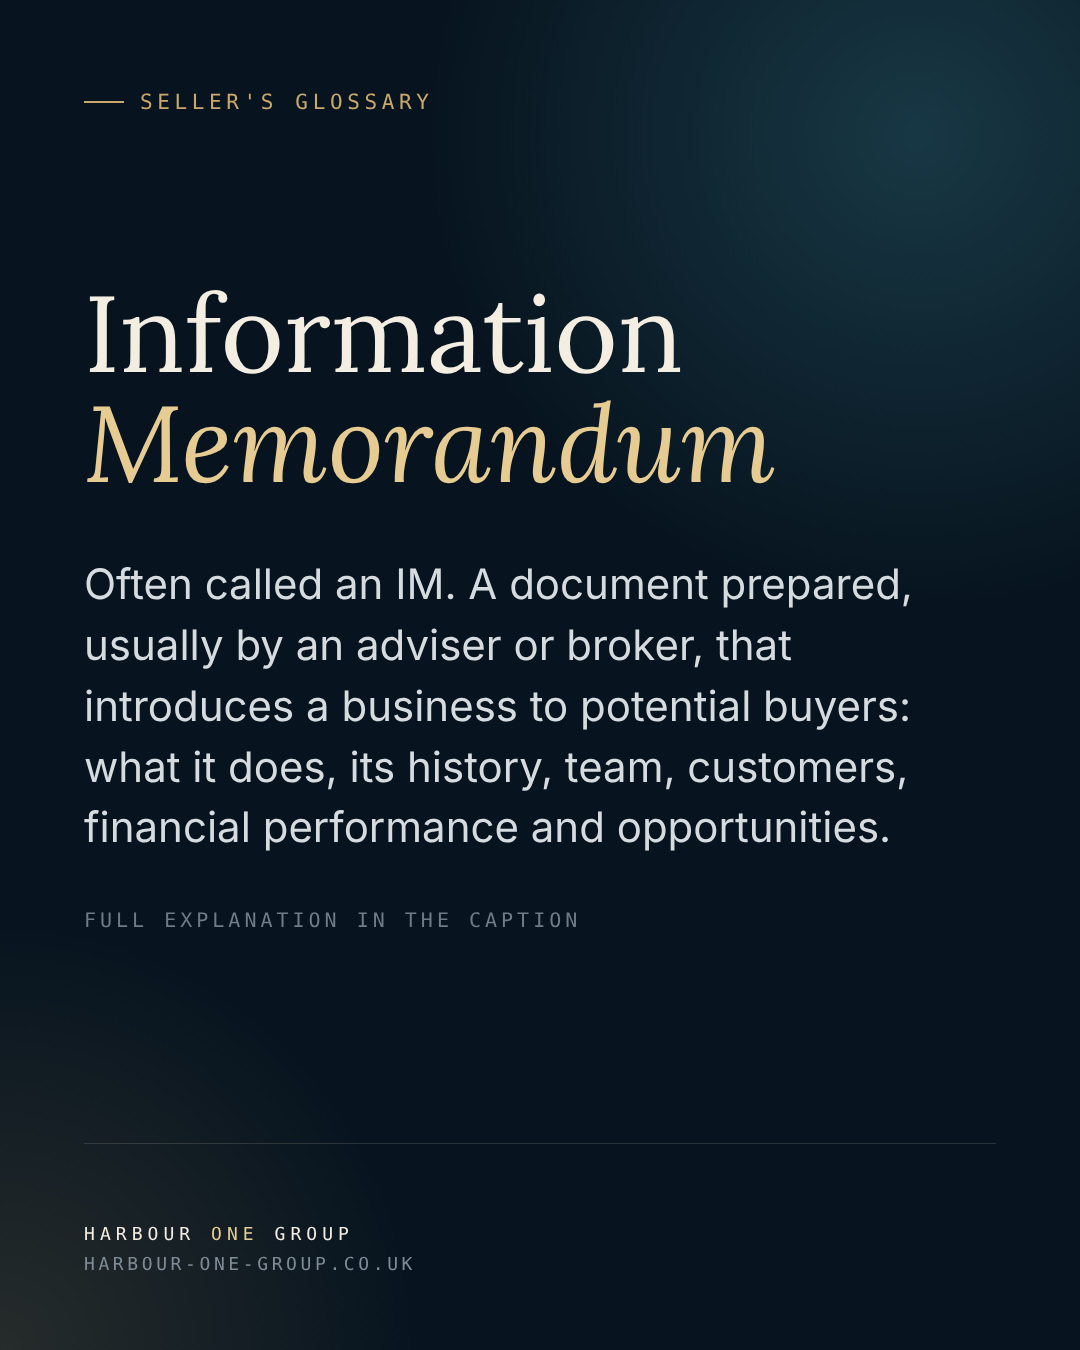 SELLER'S GLOSSARY
Information
Memorandum
Often called an IM. A document prepared,
usually by an adviser or broker, that
introduces a business to potential buyers:
what it does, its history, team, customers,
financial performance and opportunities.
FULL EXPLANATION IN THE CAPTION
HARBOUR ONE GROUP
HARBOUR-ONE-GROUP.CO.UK